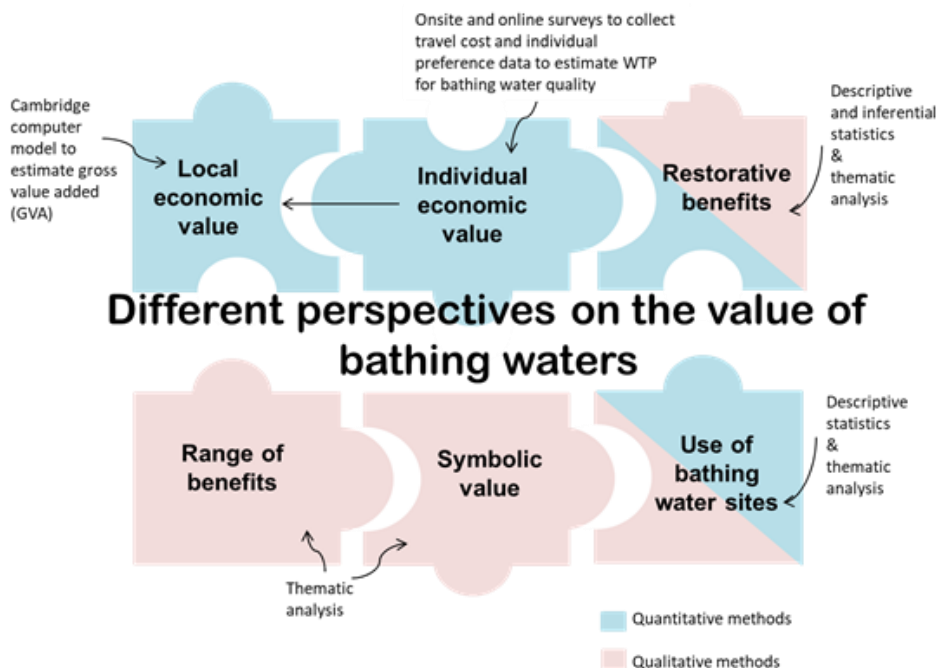 Onsite and online surveys to collect
travel cost and individual
preference data to estimate WTP
for bathing water quality
Cambridge
computer
model to
estimate gross
value added
(GVA)
Local
economic
value
Individual
economic
value
Restorative
benefits
Descriptive
and inferential
statistics
&
thematic
analysis
Different perspectives on the value of
bathing waters
Range of
benefits
Symbolic
value
Use of
bathing
water sites
Descriptive
statistics
&
thematic
analysis
Thematic
analysis
Quantitative methods
Qualitative methods